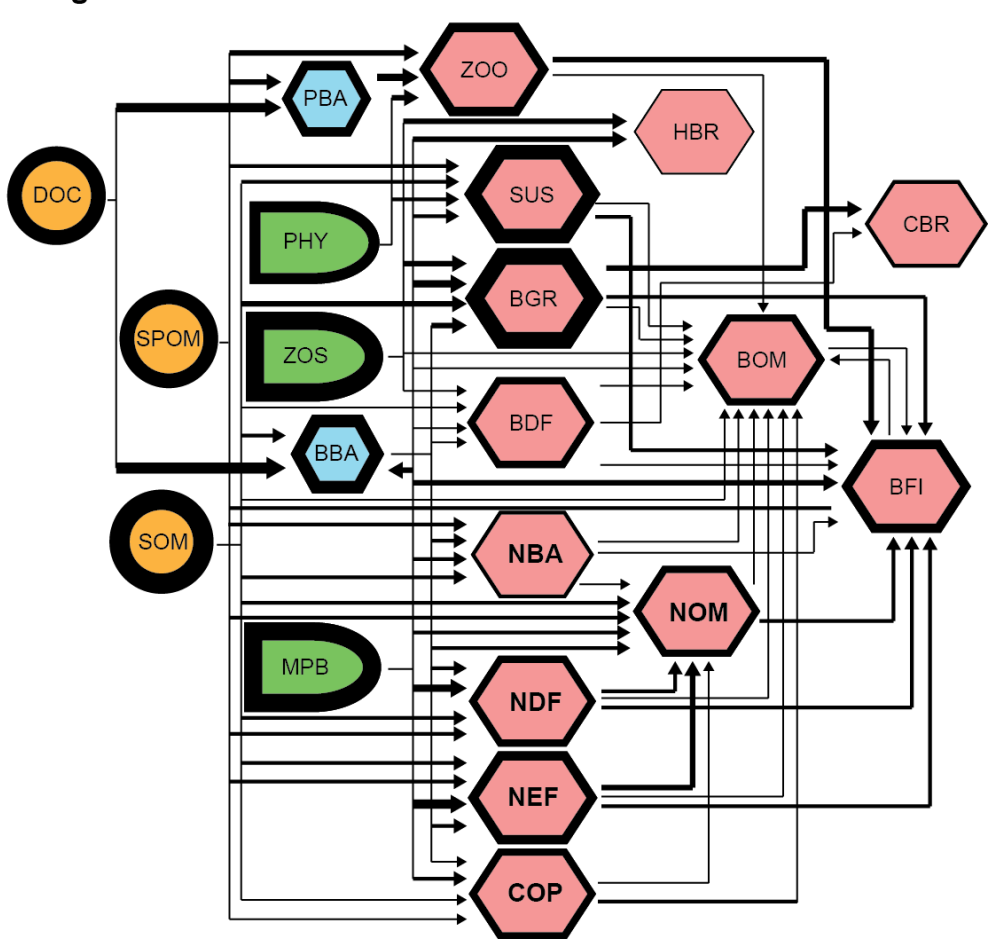 ZOO
PBA
HBR
DOC
SUS
CBR
PHY
BGR
SPOM
ZOS
BOM
BDF
BBA
BFI
SOM
NBA
NOM
MPB
NDF
NEF
COP